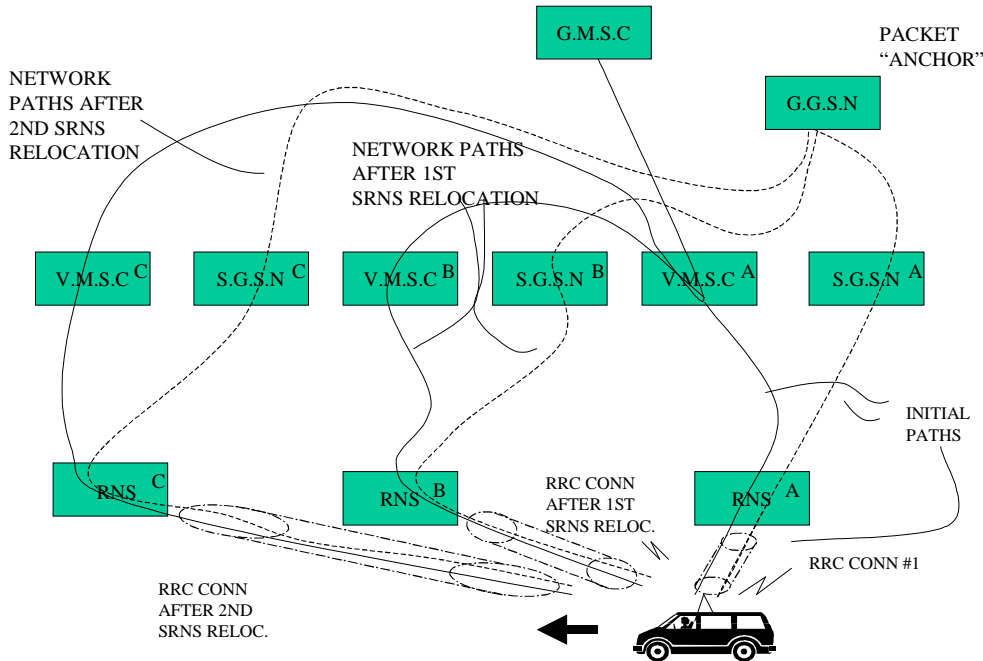 G.M.S.C
PACKET
“ANCHOR”
NETWORK
PATHS AFTER
2ND SRNS
RELOCATION
G.G.S.N
NETWORK PATHS
AFTER 1ST
SRNS RELOCATION
V.M.S.C C
S.G.S.N C
V.M.S.C B
S.G.S.N B
V.M.S.C A
S.G.S.N A
INITIAL
PATHS
RNS C
RNS B
RNS A
RRC CONN
AFTER 1ST
SRNS RELOC.
RRC CONN #1
RRC CONN
AFTER 2ND
SRNS RELOC.